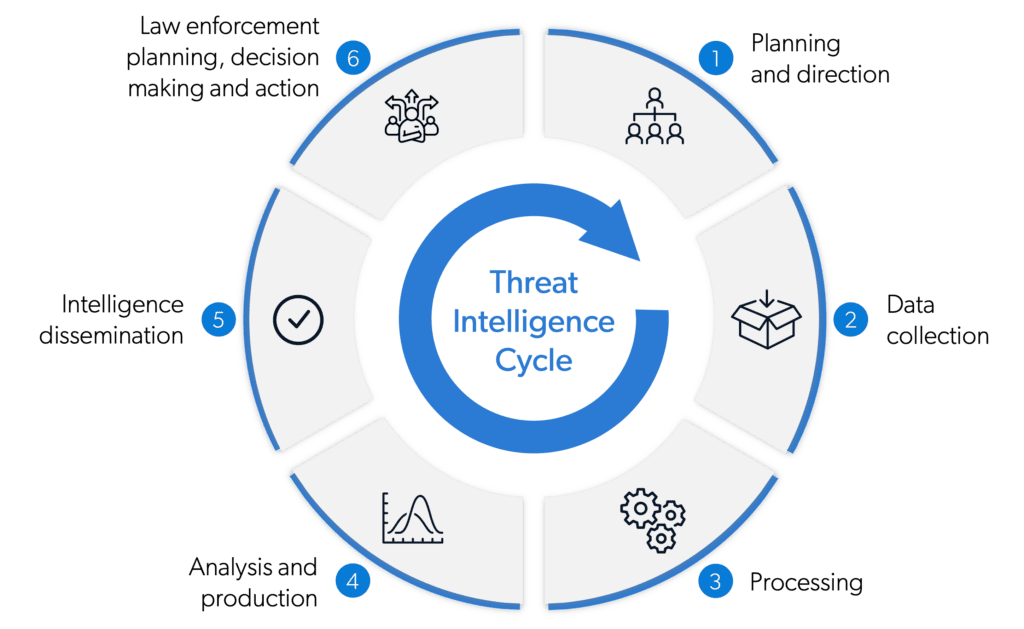 1
Planning
and direction
2
Data
collection
3
Processing
4
Analysis and
production
5
Intelligence
dissemination
6
Law enforcement
planning, decision
making and action
Threat
Intelligence
Cycle